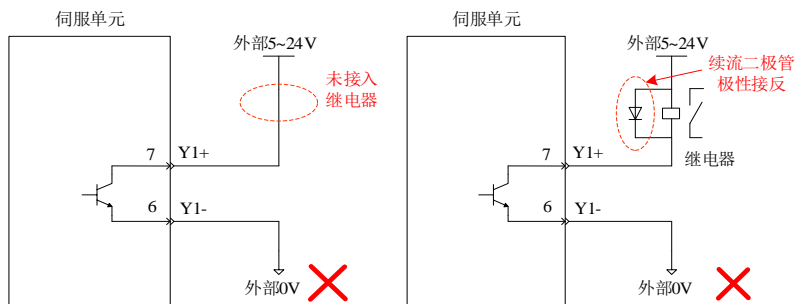 伺服单元
外部5~24V
未接入
继电器
7
Y1+
6
Y1-
外部0V
伺服单元
外部5~24V
续流二极管
极性接反
继电器
7
Y1+
6
Y1-
外部0V